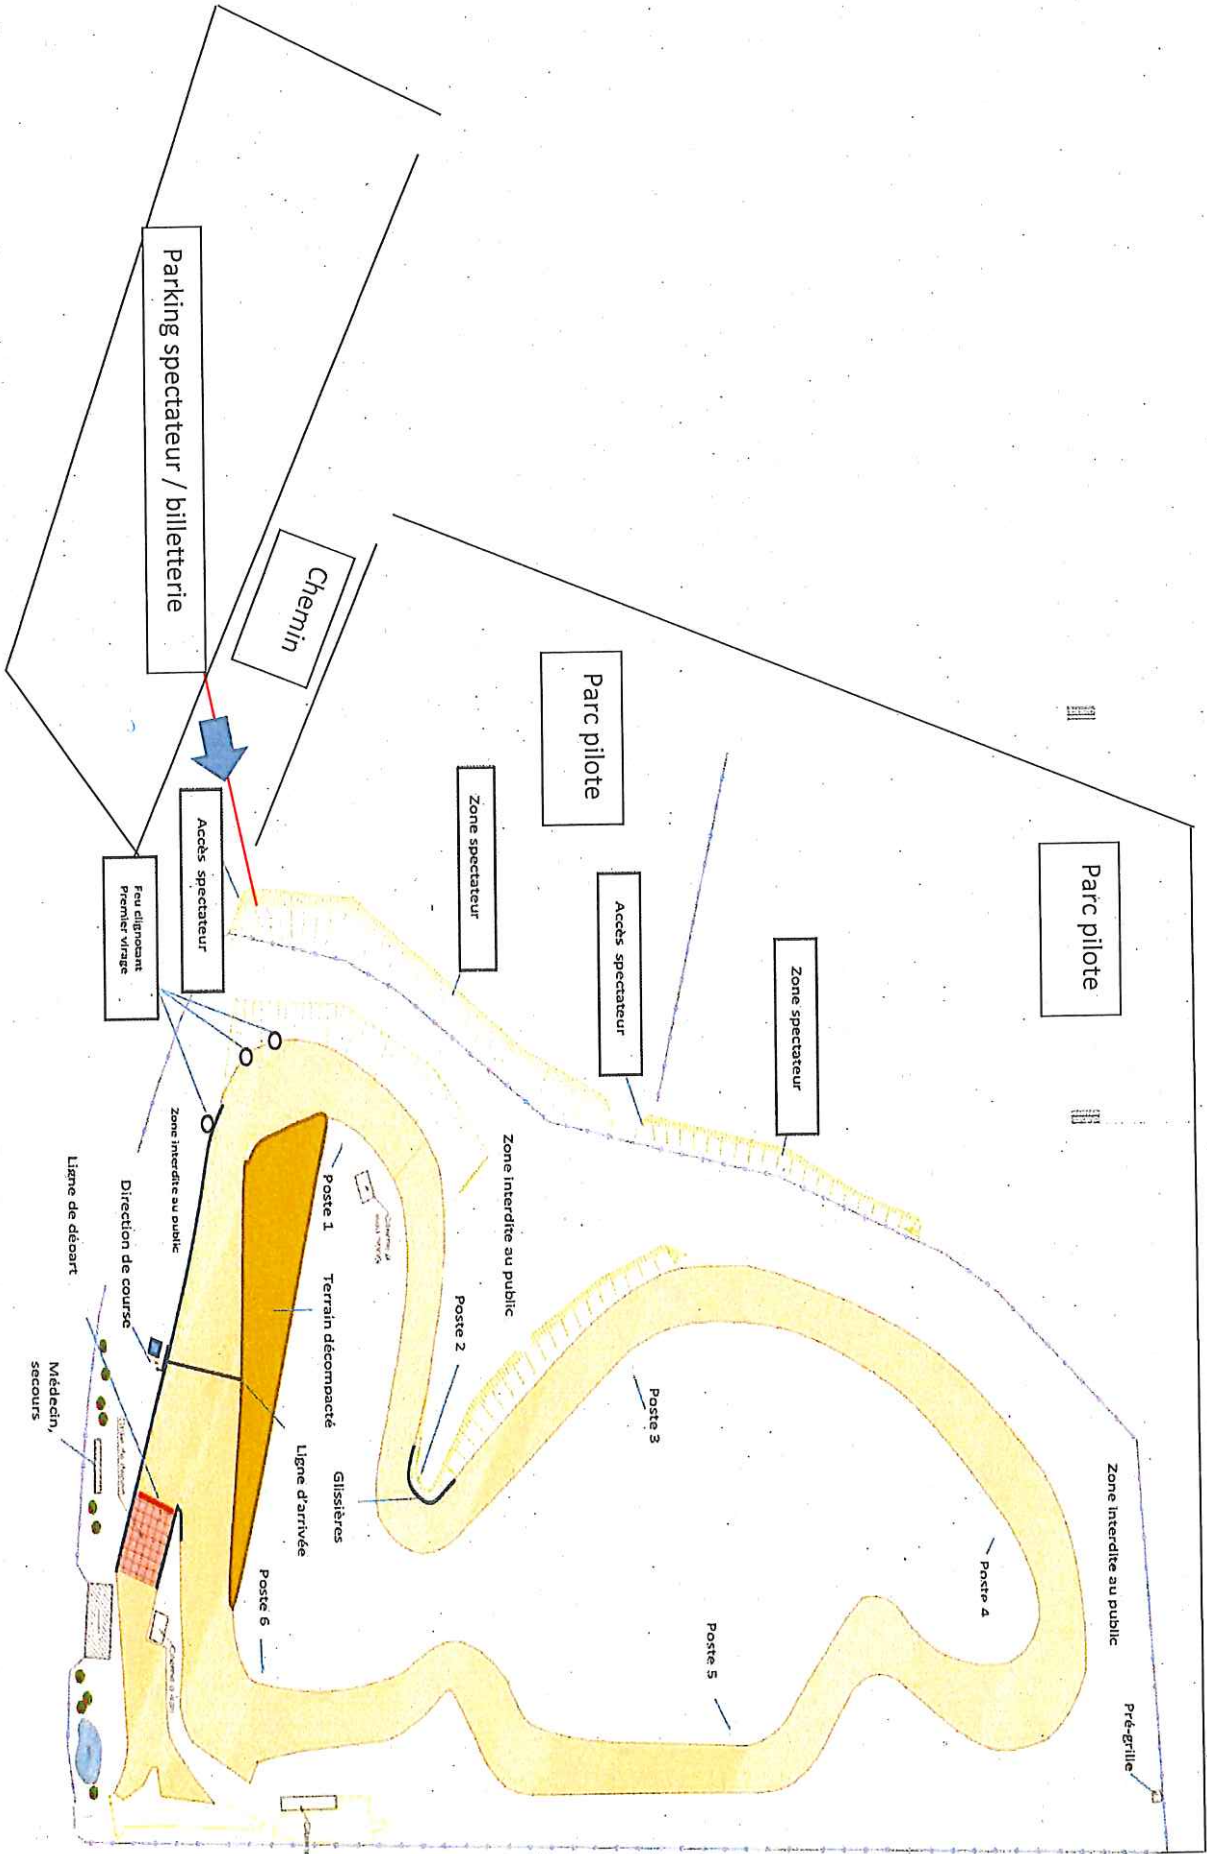 Parking spectateur / billetterie
Chemin
Parc pilote
Parc pilote
Zone spectateur
Accès spectateur
Zone spectateur
Accès spectateur
Feu clignotant
Premier virage
Zone interdite au public
Zone interdite au public
Zone interdite au public
Direction de course
Ligne de départ
Médecin,
secours
Poste 1
Terrain décompacté
Ligne d'arrivée
Glissières
Poste 2
Poste 3
Poste 4
Poste 5
Poste 6
Pré-grille